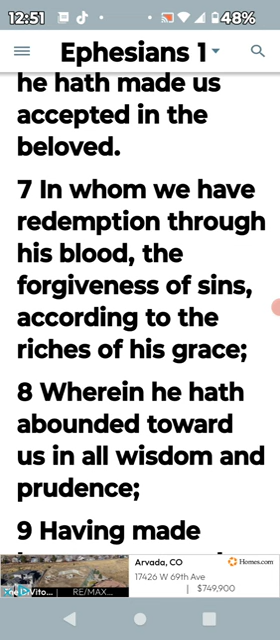 12:51
48%
Ephesians 1
he hath made us
accepted in the
beloved.
7 In whom we have
redemption through
his blood, the
forgiveness of sins,
according to the
riches of his grace;
8 Wherein he hath
abounded toward
us in all wisdom and
prudence;
9 Having made
Arvada, CO
Homes.com
17426 W 69th Ave
| $749,900
RE/MAX...